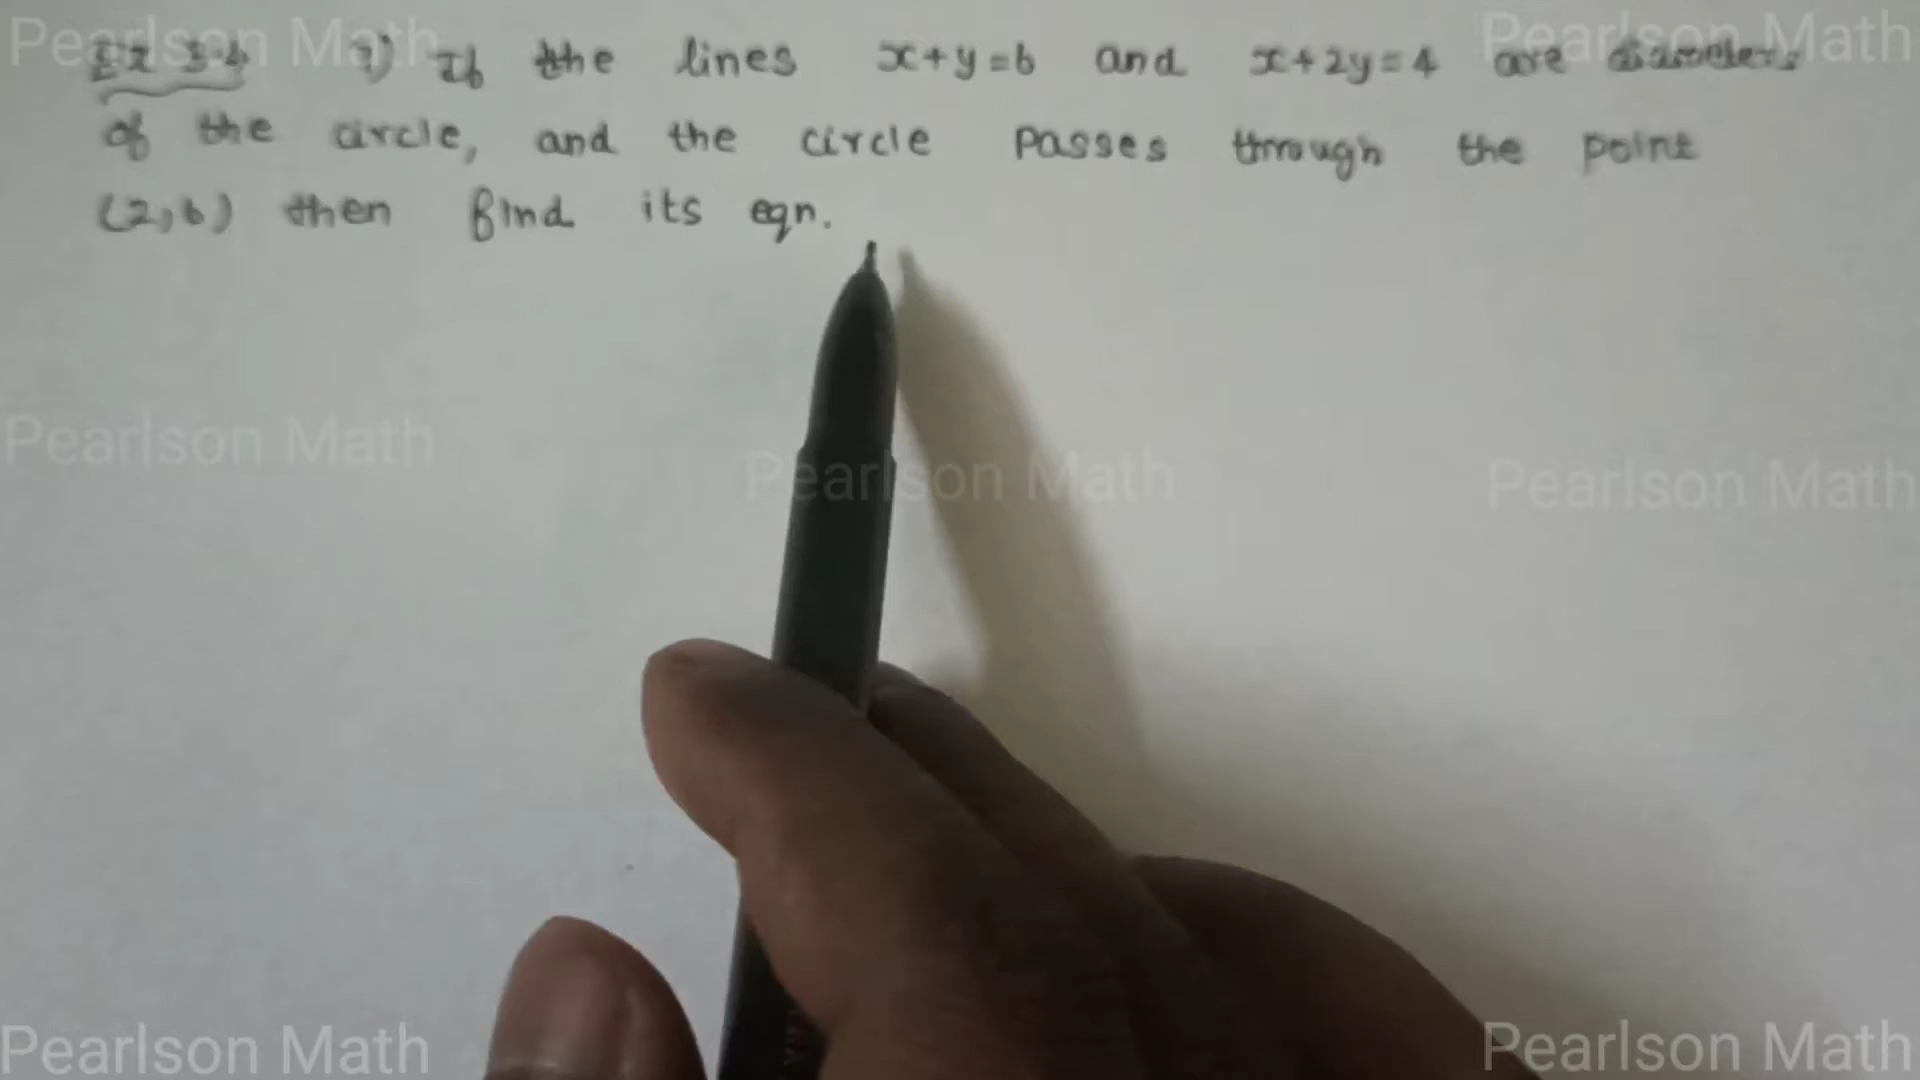 Pearlson Math Pearlson Math
Ex 3.4 7) If the lines x+y=6 and x+2y=4 are diameters
of the circle, and the circle passes through the point
(2,6) then find its eqn.
Pearlson Math Pearlson Math Pearlson Math
Pearlson Math Pearlson Math